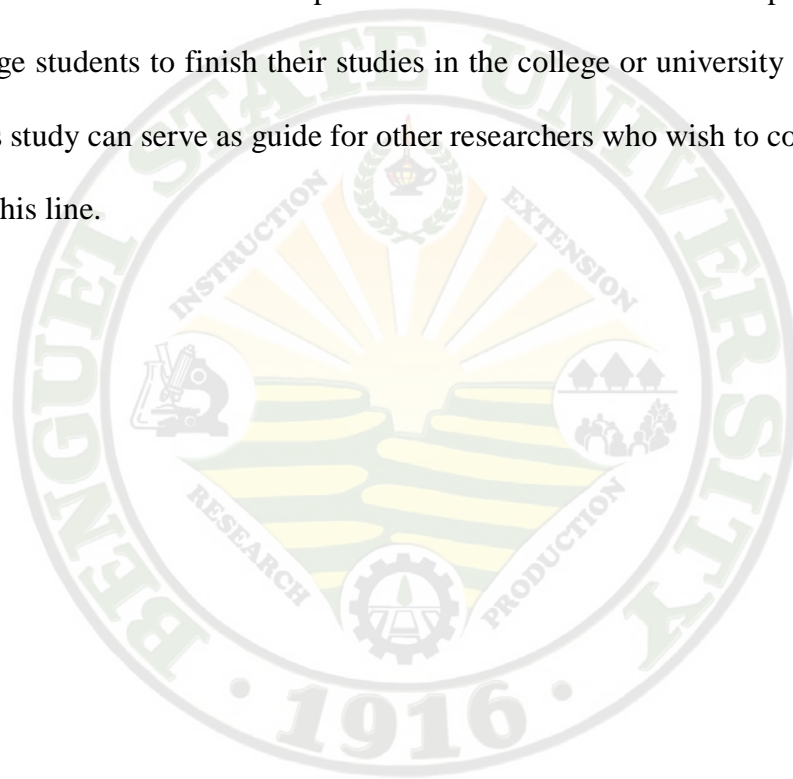 ge students to finish their studies in the college or university
s study can serve as guide for other researchers who wish to co
his line.
BENGUET STATE UNIVERSITY
INSTRUCTION
EXTENSION
RESEARCH
PRODUCTION
1916